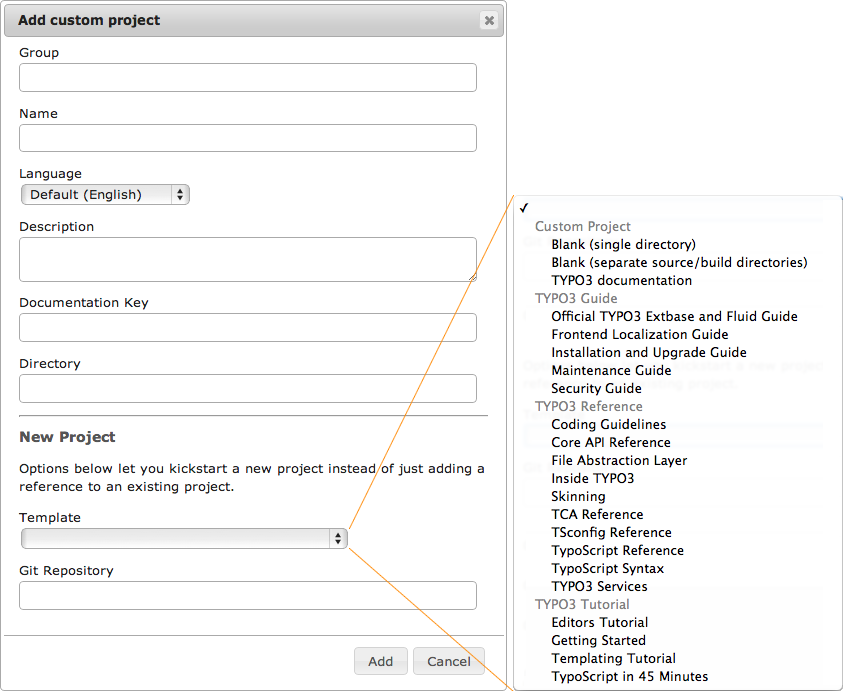 Add custom project
Group
Name
Language
Default (English)
Description
Documentation Key
Directory
New Project
Options below let you kickstart a new project instead of just adding a
reference to an existing project.
Template
Git Repository
Add
Cancel
Custom Project
Blank (single directory)
Blank (separate source/build directories)
TYPO3 documentation
TYPO3 Guide
Official TYPO3 Extbase and Fluid Guide
Frontend Localization Guide
Installation and Upgrade Guide
Maintenance Guide
Security Guide
TYPO3 Reference
Coding Guidelines
Core API Reference
File Abstraction Layer
Inside TYPO3
Skinning
TCA Reference
TSconfig Reference
TypoScript Reference
TypoScript Syntax
TYPO3 Services
TYPO3 Tutorial
Editors Tutorial
Getting Started
Templating Tutorial
TypoScript in 45 Minutes